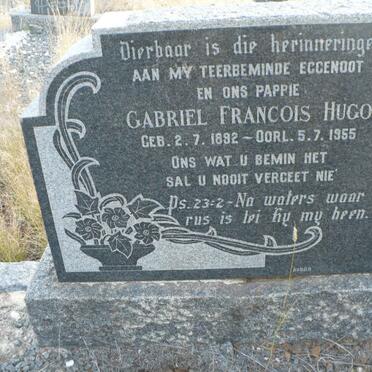 Dierbaar is die herinneringe
AAN MY TEERBEMINDE EGGENOOT
EN ONS PAPPIE
GABRIEL FRANCOIS HUGO
GEB. 2.7.1892 - OORL. 5.7.1955
ONS WAT U BEMIN HET
SAL U NOOIT VERGEET NIE
Ps. 23:2 - Na waters waar
rus is lei Hy my heen.